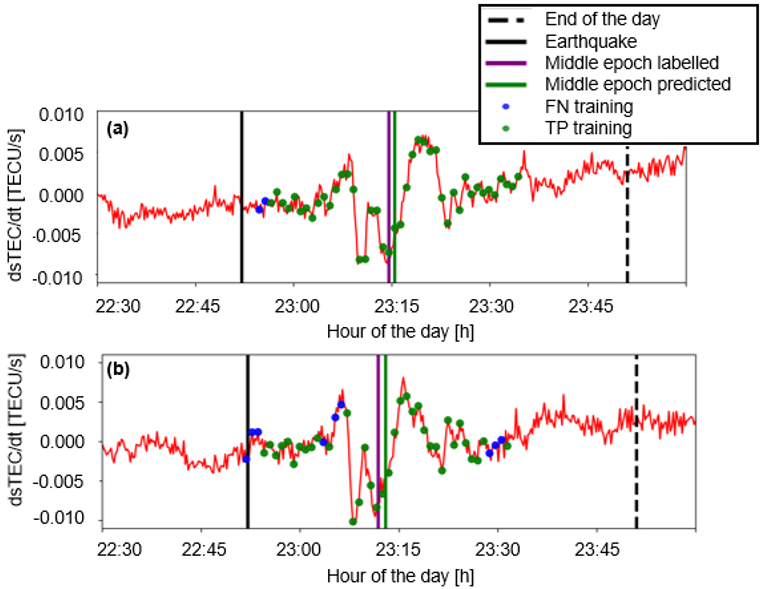 End of the day
Earthquake
Middle epoch labelled
Middle epoch predicted
FN training
TP training
(a)
dsTEC/dt [TECU/s]
0.010
0.005
0.000
-0.005
-0.010
22:30 22:45 23:00 23:15 23:30 23:45
Hour of the day [h]
(b)
dsTEC/dt [TECU/s]
0.010
0.005
0.000
-0.005
-0.010
22:30 22:45 23:00 23:15 23:30 23:45
Hour of the day [h]